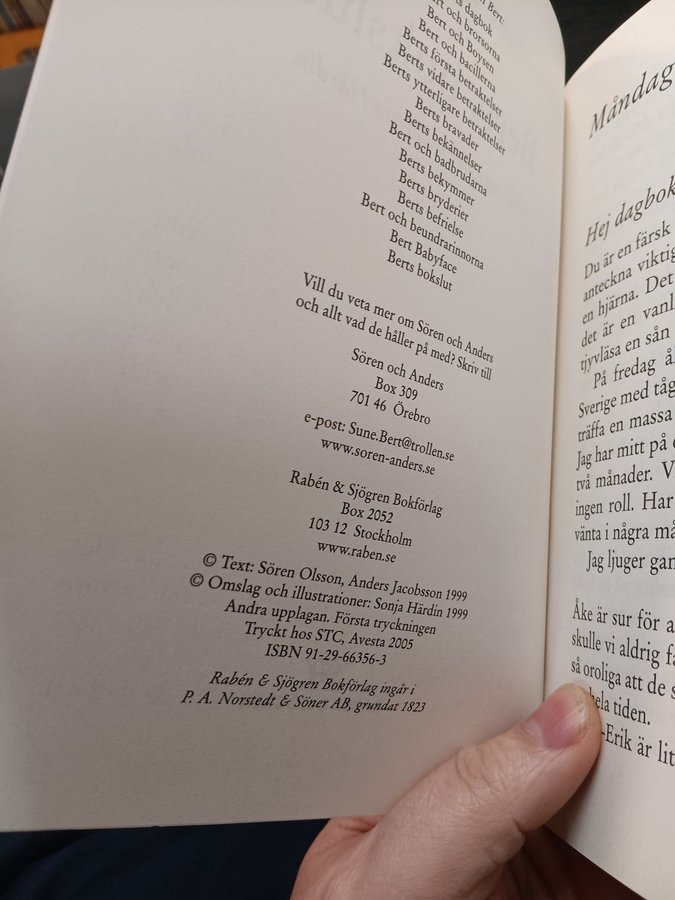 Bert:
dagbok
Bert och brorsorna
Bert och Boysen
Bert och bacillerna
Berts första betraktelser
Berts vidare betraktelser
Berts ytterligare betraktelser
Berts bravader
Berts bekännelser
Bert och badbrudarna
Berts bekymmer
Berts bryderier
Berts befrielse
Bert och beundrarinnorna
Bert Babyface
Berts bokslut
Vill du veta mer om Sören och Anders
och allt vad de håller på med? Skriv till
Sören och Anders
Box 309
701 46 Örebro
e-post: Sune.Bert@trollen.se
www.soren-anders.se
Rabén & Sjögren Bokförlag
Box 2052
103 12 Stockholm
www.raben.se
© Text: Sören Olsson, Anders Jacobsson 1999
© Omslag och illustrationer: Sonja Härdin 1999
Andra upplagan. Första tryckningen
Tryckt hos STC, Avesta 2005
ISBN 91-29-66356-3
Rabén & Sjögren Bokförlag ingår i
P. A. Norstedt & Söner AB, grundat 1823
Måndag
Hej dagbok
Du är en färsk
anteckna viktig
en hjärna. Det
det är en vanl
tjyvläsa en sån
På fredag ål
Sverige med tåg
träffa en massa
Jag har mitt på
två månader. V
ingen roll. Har
vänta i några må
Jag ljuger gan
Åke är sur för a
skulle vi aldrig fa
så oroliga att de s
hela tiden.
-Erik är lit